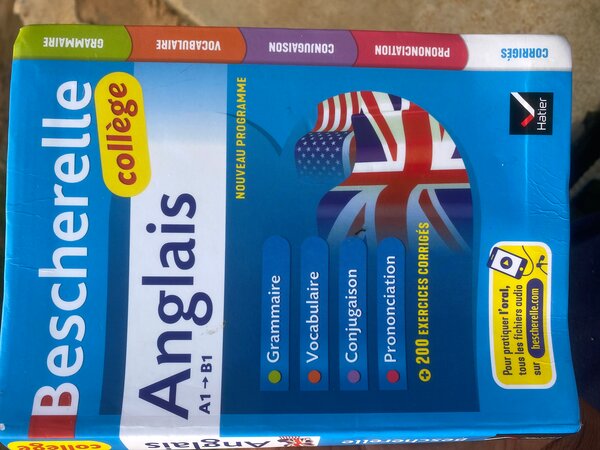 Bescherelle
collège
Anglais
A1→B1
NOUVEAU PROGRAMME
Grammaire
Vocabulaire
Conjugaison
Prononciation
+ 200 EXERCICES CORRIGÉS
Pour pratiquer l'oral,
tous les fichiers audio
sur bescherelle.com
Hatier
GRAMMAIRE
VOCABULAIRE
CONJUGAISON
PRONONCIATION
CORRIGÉS
collège
Anglais
Bescherelle